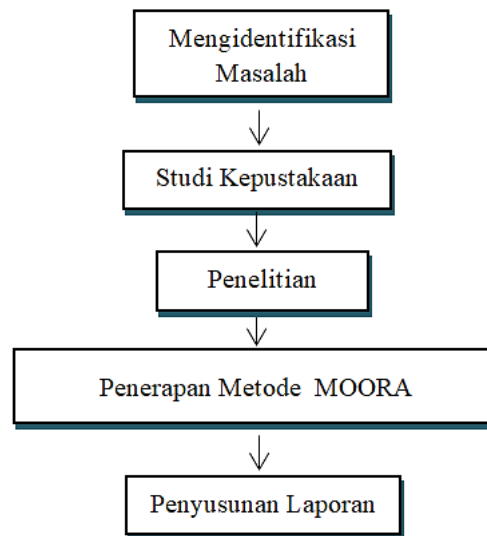 Mengidentifikasi
Masalah
Studi Kepustakaan
Penelitian
Penerapan Metode MOORA
Penyusunan Laporan